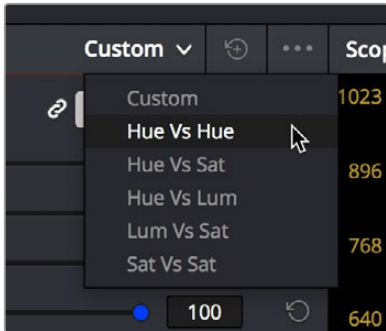 Custom
Scop
Custom
1023
Hue Vs Hue
Hue Vs Sat
896
Hue Vs Lum
Lum Vs Sat
768
Sat Vs Sat
100
640